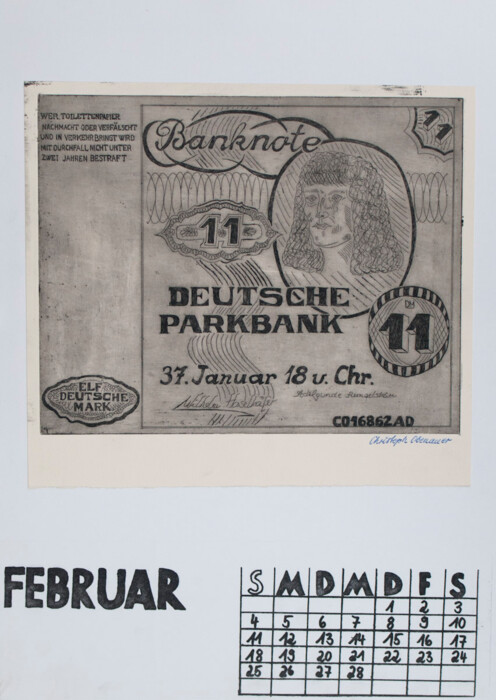 WER TOILETTENPAPIER
NACHMACHT ODER VERFÄLSCHT
UND IN VERKEHR BRINGT WIRD
MIT DURCHFALL NICHT UNTER
ZWEI JAHREN BESTRAFT
Banknote
11
11
DEUTSCHE
PARKBANK
DM
11
37. Januar 18 v. Chr.
ELF
DEUTSCHE
MARK
CO16862AD
Christoph
FEBRUAR
S M D M D F S
1 2 3
4 5 6 7 8 9 10
11 12 13 14 15 16 17
18 19 20 21 22 23 24
25 26 27 28